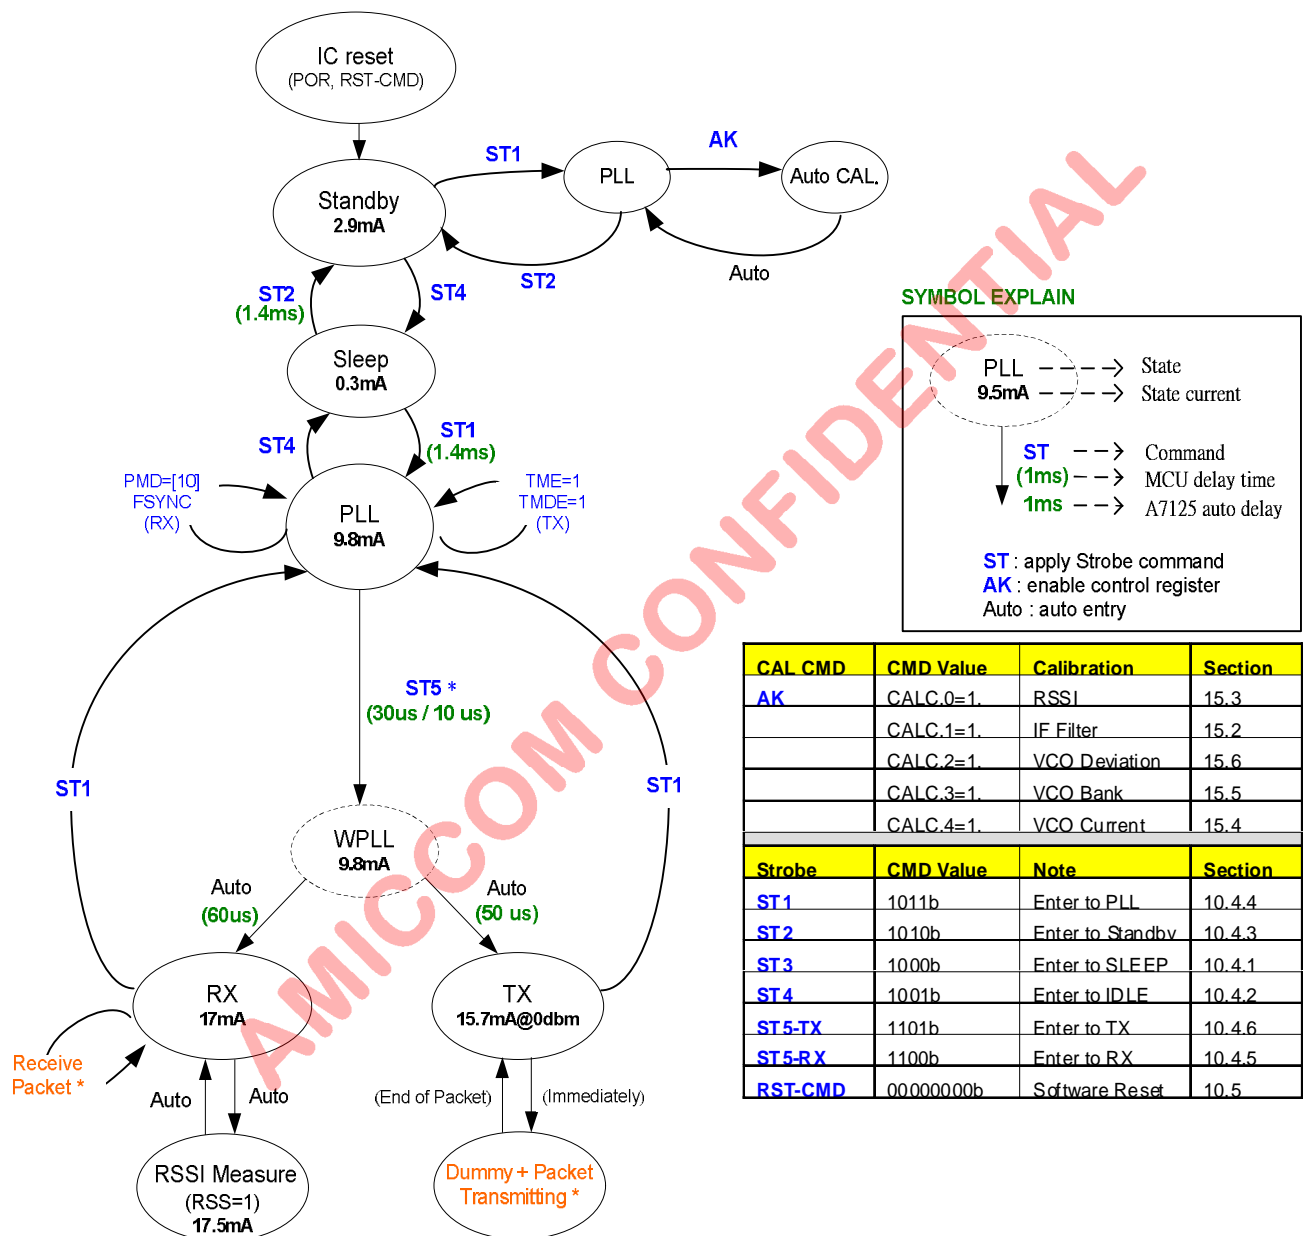 IC reset
(POR, RST-CMD)
ST1
AK
PLL
Auto CAL.
Standby
2.9mA
ST2
Auto
ST2
(1.4ms)
ST4
Sleep
0.3mA
ST4
ST1
(1.4ms)
PMD=[10]
FSYNC
(RX)
TME=1
TMDE=1
(TX)
PLL
9.8mA
ST5 *
(30us / 10 us)
ST1
ST1
WPLL
9.8mA
Auto
(60us)
Auto
(50 us)
RX
17mA
TX
15.7mA@0dbm
Receive
Packet *
Auto
Auto
(End of Packet)
(Immediately)
RSSI Measure
(RSS=1)
17.5mA
Dummy + Packet
Transmitting *
SYMBOL EXPLAIN
PLL
State
9.5mA
State current
ST
Command
(1ms)
MCU delay time
1ms
A7125 auto delay
ST : apply Strobe command
AK : enable control register
Auto : auto entry
CAL CMD CMD Value Calibration Section
AK CALC.0=1. RSSI 15.3
CALC.1=1. IF Filter 15.2
CALC.2=1. VCO Deviation 15.6
CALC.3=1. VCO Bank 15.5
CALC.4=1. VCO Current 15.4
Strobe CMD Value Note Section
ST1 1011b Enter to PLL 10.4.4
ST2 1010b Enter to Standby 10.4.3
ST3 1000b Enter to SLEEP 10.4.1
ST4 1001b Enter to IDLE 10.4.2
ST5-TX 1101b Enter to TX 10.4.6
ST5-RX 1100b Enter to RX 10.4.5
RST-CMD 00000000b Software Reset 10.5
AMICCOM CONFIDENTIAL